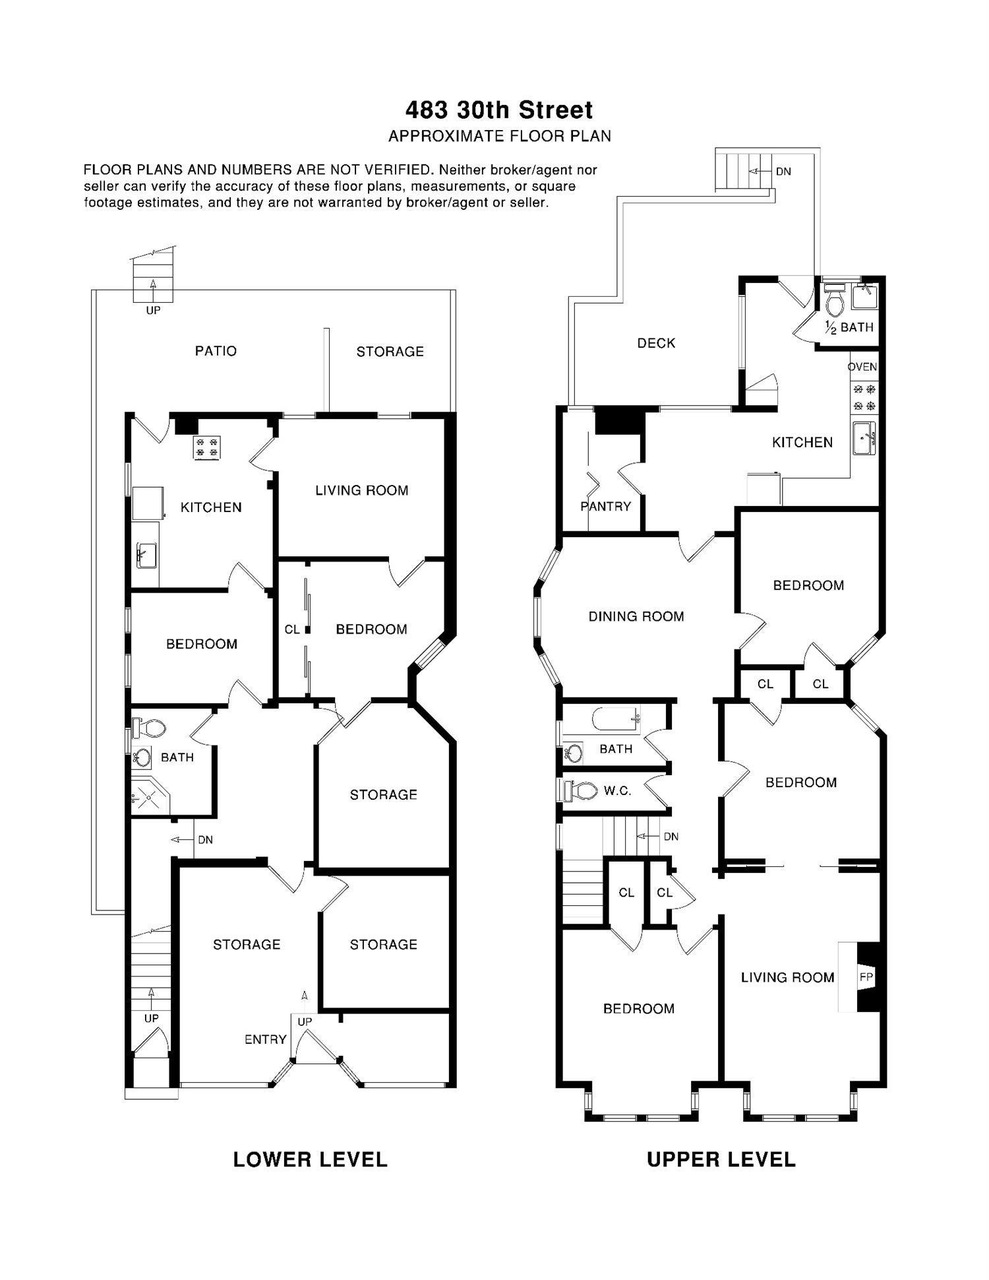 483 30th Street
APPROXIMATE FLOOR PLAN
FLOOR PLANS AND NUMBERS ARE NOT VERIFIED. Neither broker/agent nor
seller can verify the accuracy of these floor plans, measurements, or square
footage estimates, and they are not warranted by broker/agent or seller.
UP
PATIO
STORAGE
KITCHEN
LIVING ROOM
BEDROOM
CL
BEDROOM
BATH
STORAGE
DN
STORAGE
STORAGE
UP
UP
ENTRY
LOWER LEVEL
DN
DECK
½ BATH
OVEN
KITCHEN
PANTRY
DINING ROOM
BEDROOM
CL
CL
BATH
W.C.
BEDROOM
DN
CL
CL
BEDROOM
LIVING ROOM
FP
UPPER LEVEL